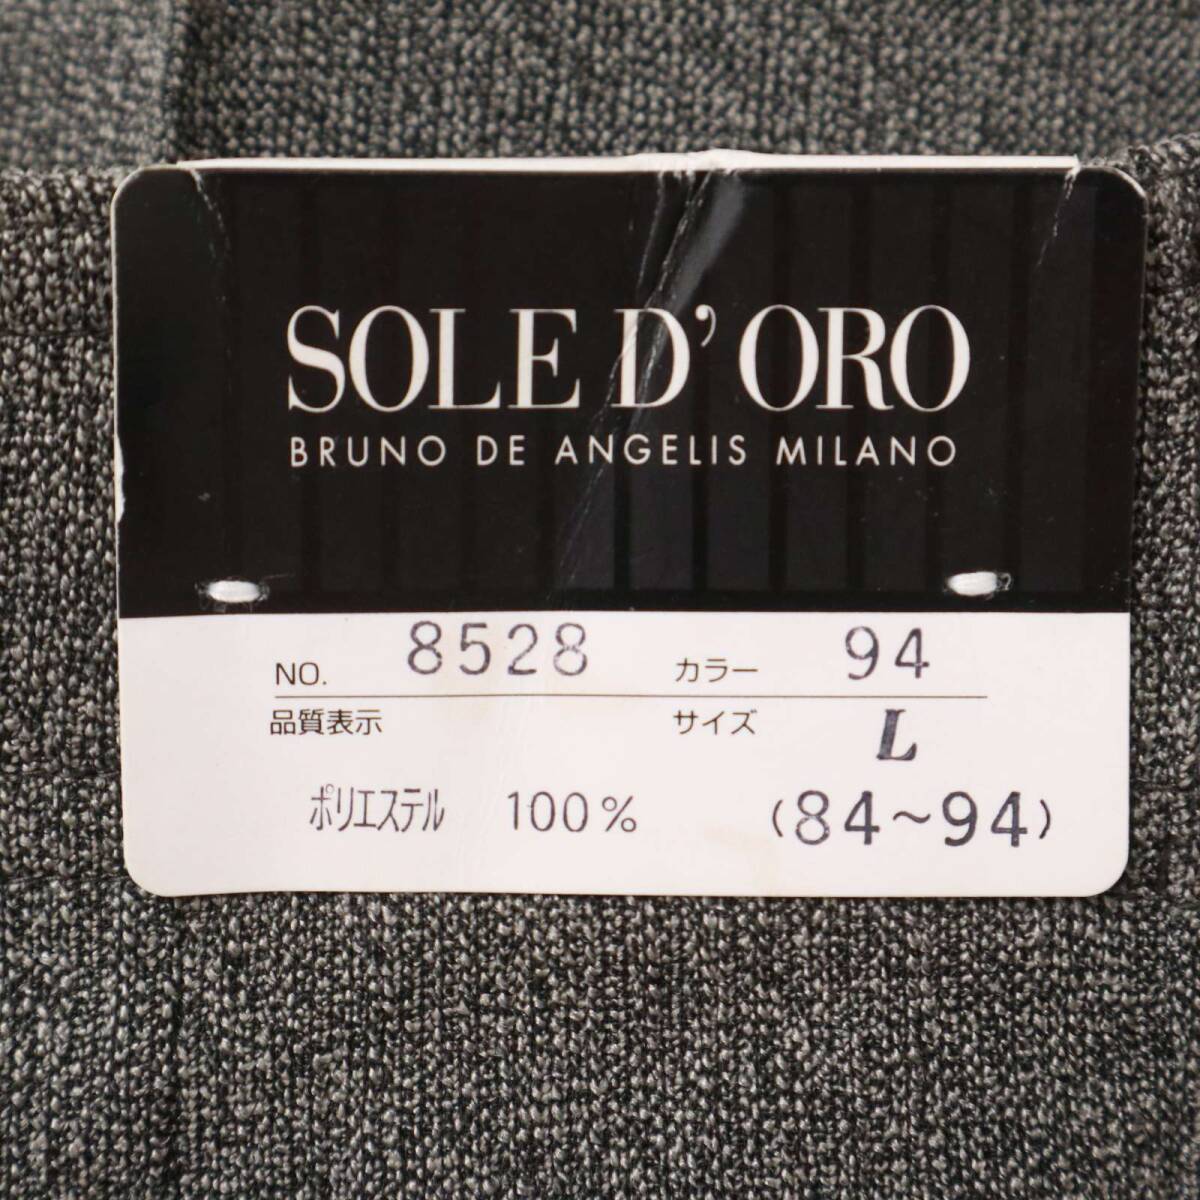 SOLE D' ORO
BRUNO DE ANGELIS MILANO
NO. 8528 カラー 94
品質表示 サイズ L
ポリエステル 100% (84~94)